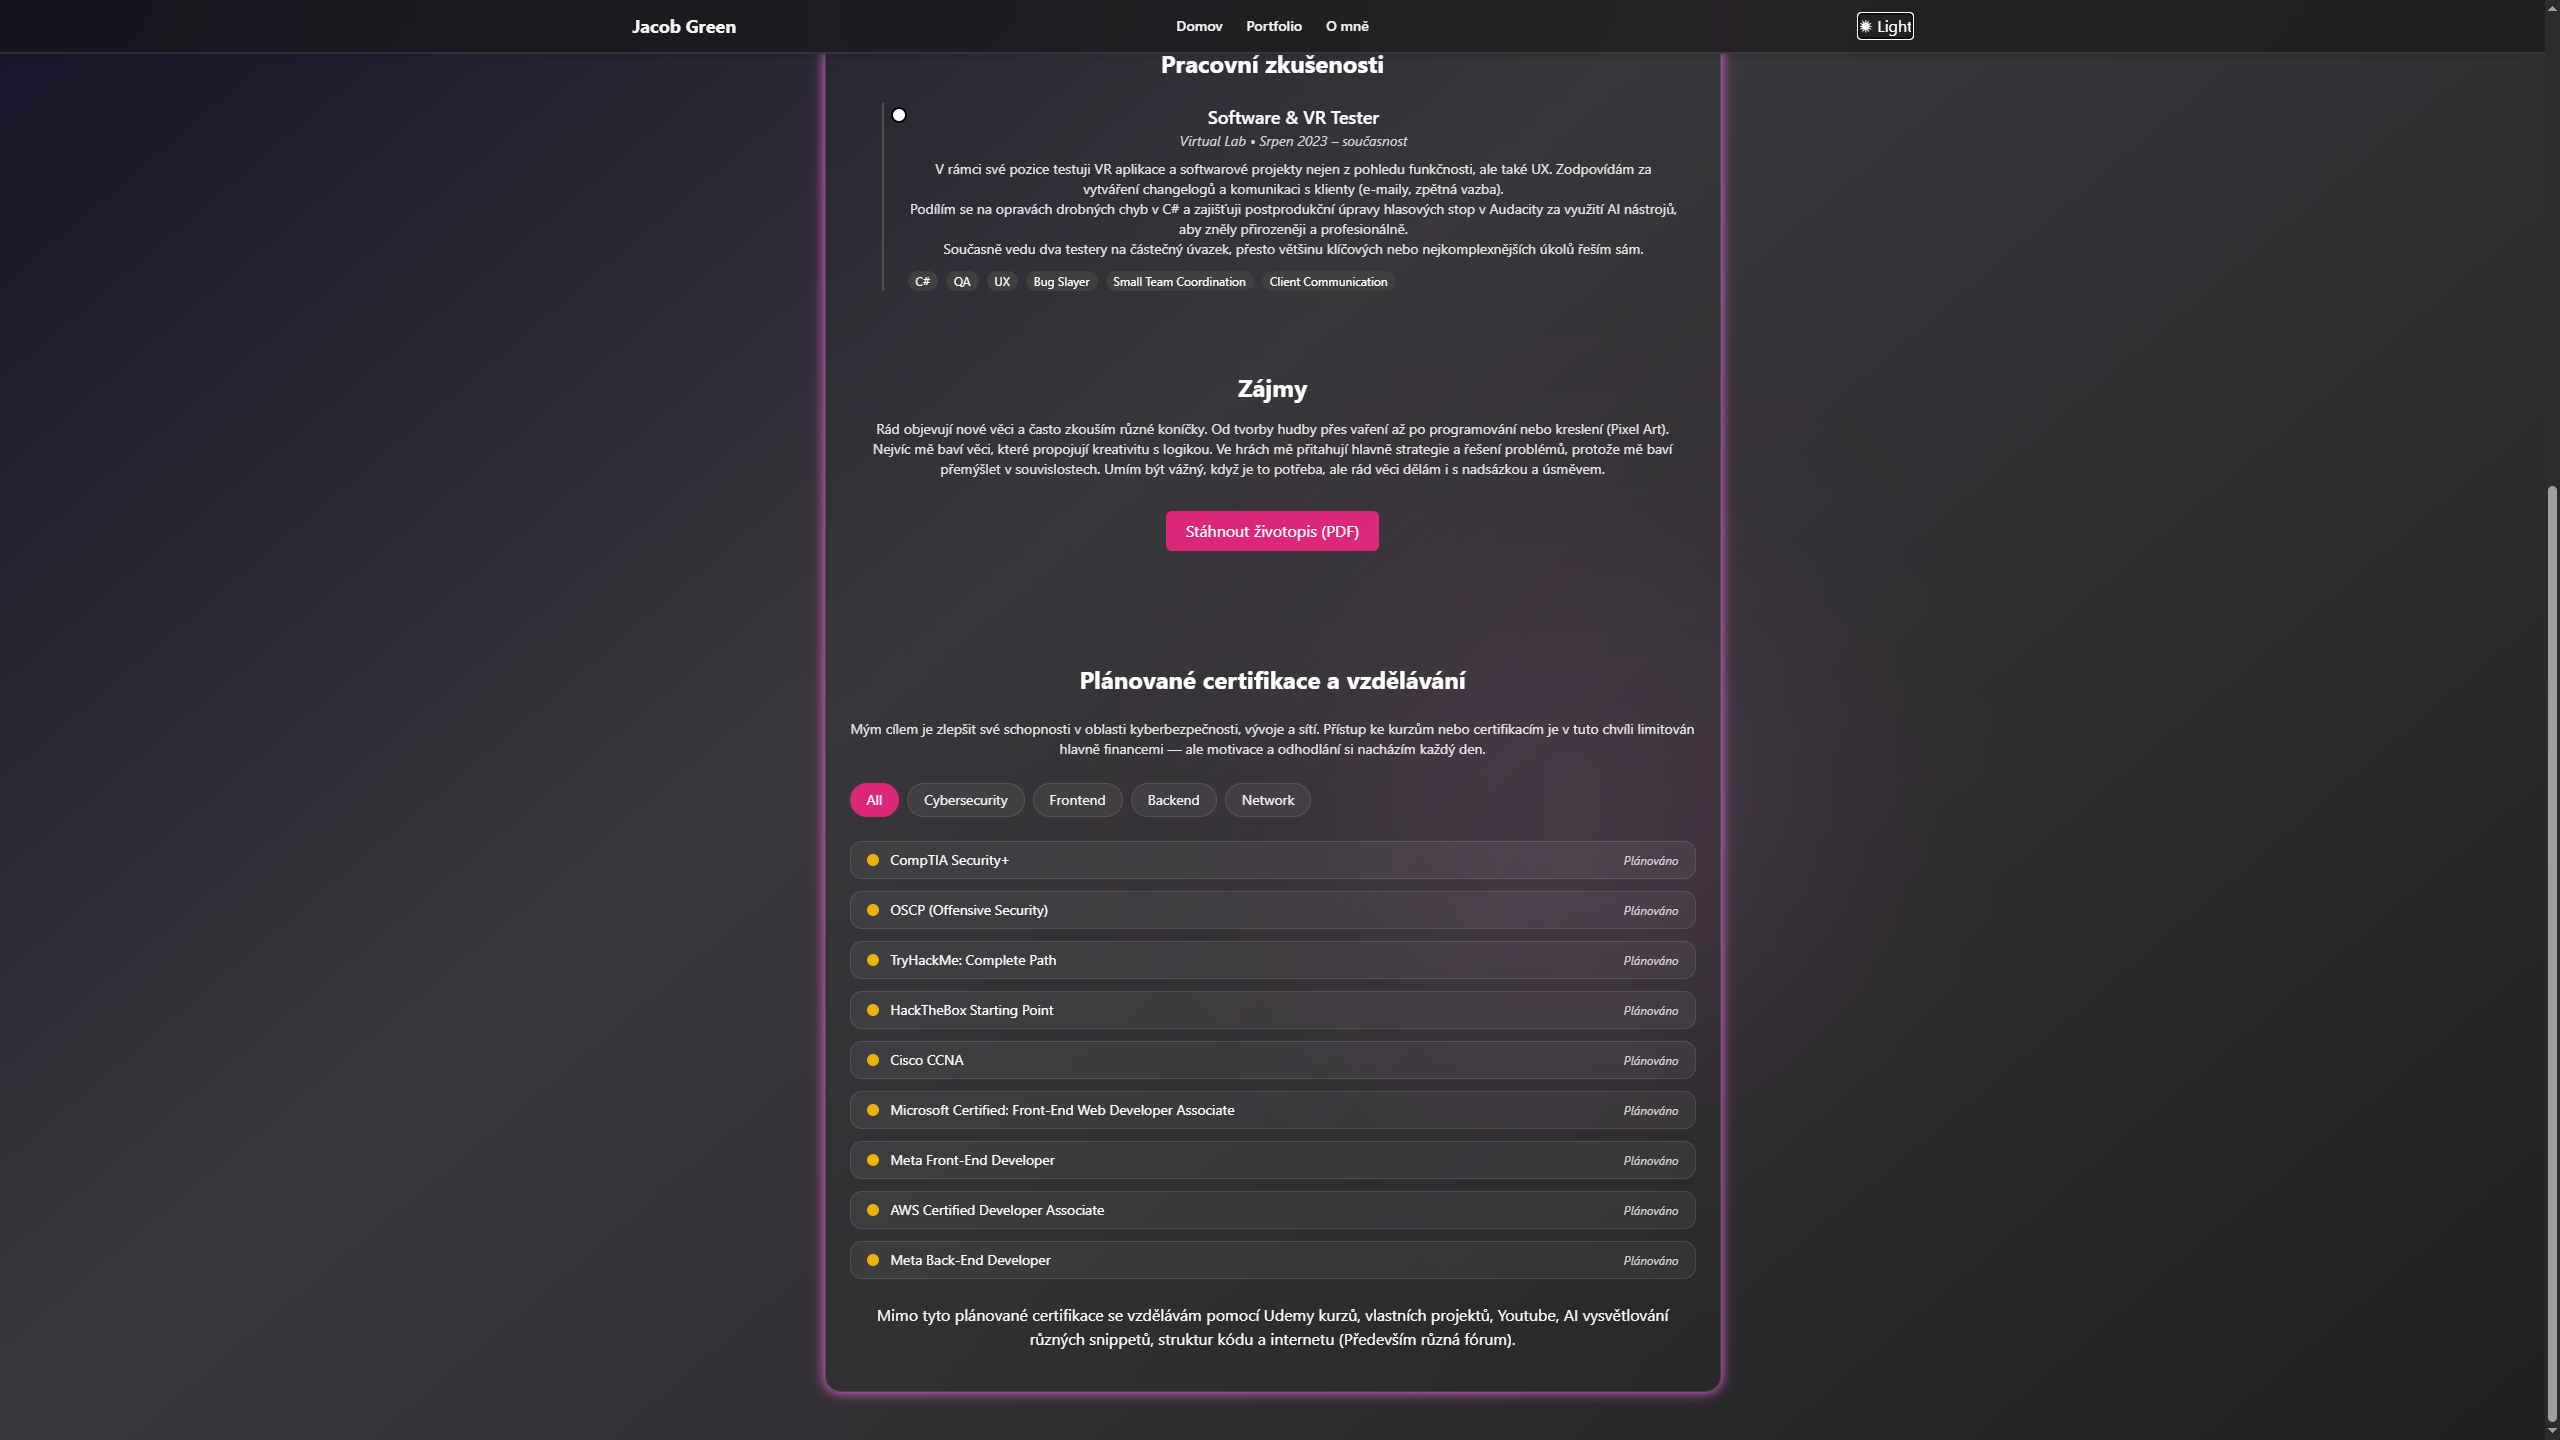 Jacob Green
Domov Portfolio O mně
Light
Pracovní zkušenosti
Software & VR Tester
Virtual Lab • Srpen 2023 – současnost
V rámci své pozice testuji VR aplikace a softwarové projekty nejen z pohledu funkčnosti, ale také UX. Zodpovídám za
vytváření changelogů a komunikaci s klienty (e-maily, zpětná vazba).
Podílím se na opravách drobných chyb v C# a zajišťuji postprodukční úpravy hlasových stop v Audacity za využití AI nástrojů,
aby zněly přirozeněji a profesionálně.
Současně vedu dva testery na částečný úvazek, přesto většinu klíčových nebo nejkomplexnějších úkolů řeším sám.
C# QA UX Bug Slayer Small Team Coordination Client Communication
Zájmy
Rád objevují nové věci a často zkouším různé koníčky. Od tvorby hudby přes vaření až po programování nebo kreslení (Pixel Art).
Nejvíc mě baví věci, které propojují kreativitu s logikou. Ve hrách mě přitahují hlavně strategie a řešení problémů, protože mě baví
přemýšlet v souvislostech. Umím být vážný, když je to potřeba, ale rád věci dělám i s nadsázkou a úsměvem.
Stáhnout životopis (PDF)
Plánované certifikace a vzdělávání
Mým cílem je zlepšit své schopnosti v oblasti kyberbezpečnosti, vývoje a sítí. Přístup ke kurzům nebo certifikacím je v tuto chvíli limitován
hlavně financemi — ale motivace a odhodlání si nacházím každý den.
All Cybersecurity Frontend Backend Network
CompTIA Security+ Plánováno
OSCP (Offensive Security) Plánováno
TryHackMe: Complete Path Plánováno
HackTheBox Starting Point Plánováno
Cisco CCNA Plánováno
Microsoft Certified: Front-End Web Developer Associate Plánováno
Meta Front-End Developer Plánováno
AWS Certified Developer Associate Plánováno
Meta Back-End Developer Plánováno
Mimo tyto plánované certifikace se vzdělávám pomocí Udemy kurzů, vlastních projektů, Youtube, AI vysvětlování
různých snippetů, struktur kódu a internetu (Především různá fórum).